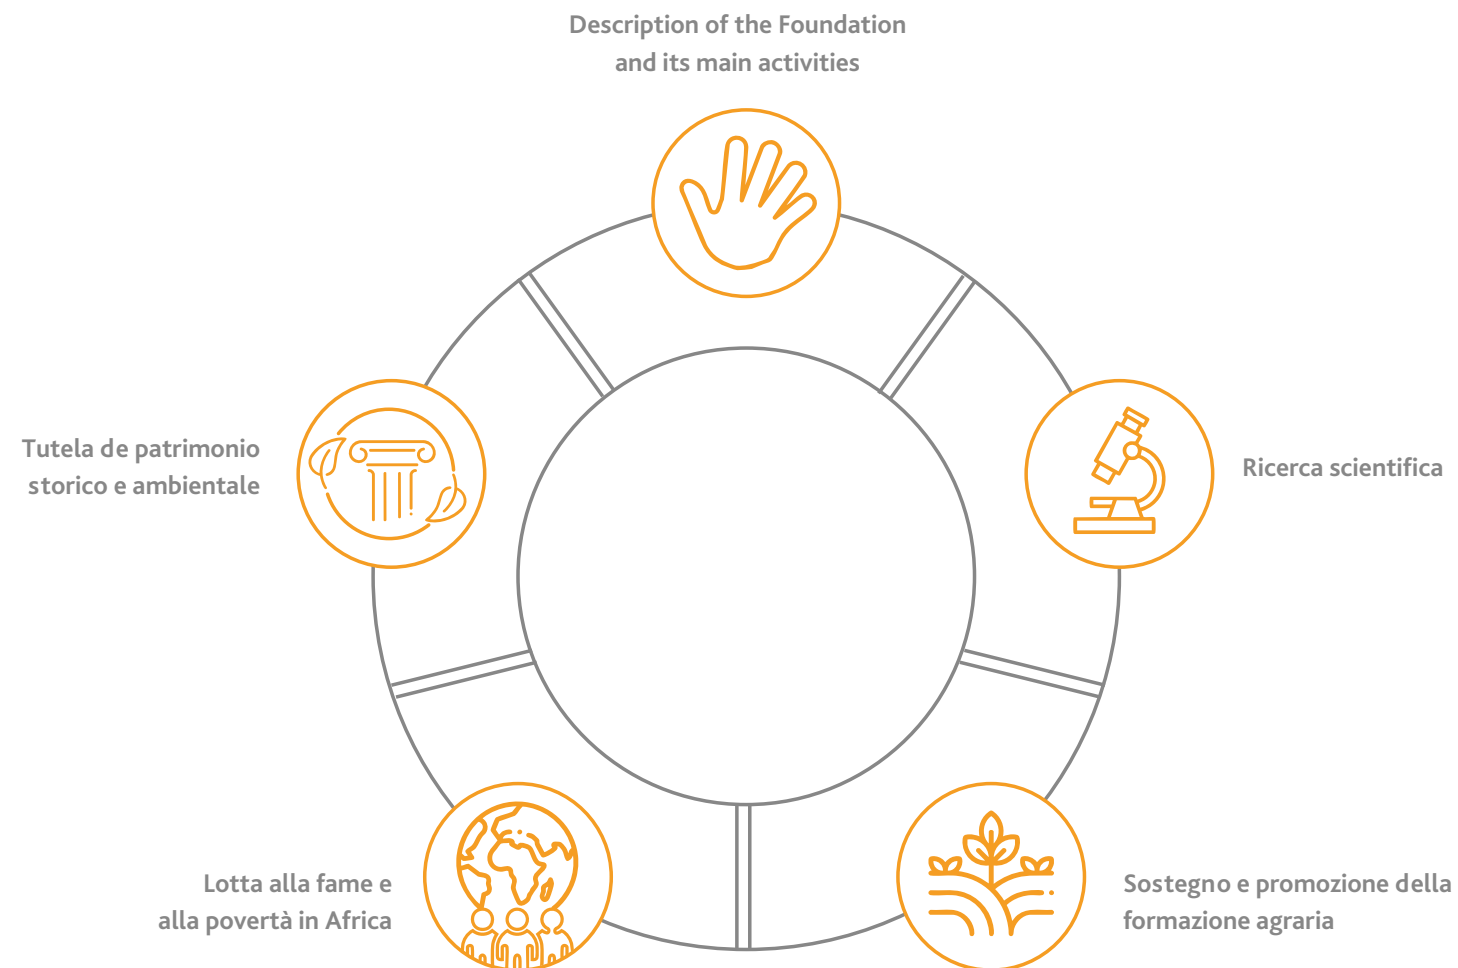 Description of the Foundation
and its main activities
Tutela de patrimonio
storico e ambientale
Ricerca scientifica
Lotta alla fame e
alla povertà in Africa
Sostegno e promozione della
formazione agraria